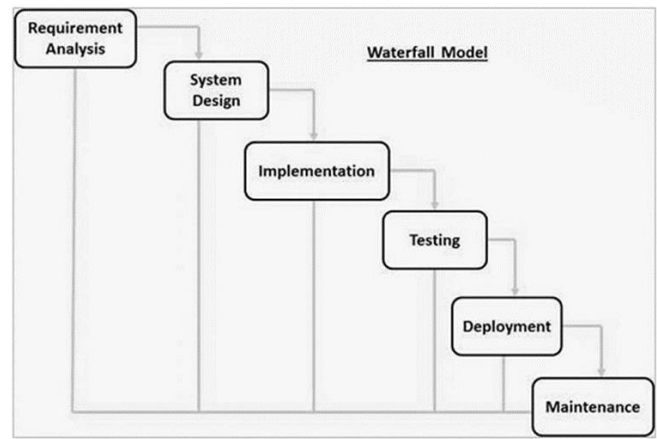 Requirement
Analysis
Waterfall Model
System
Design
Implementation
Testing
Deployment
Maintenance